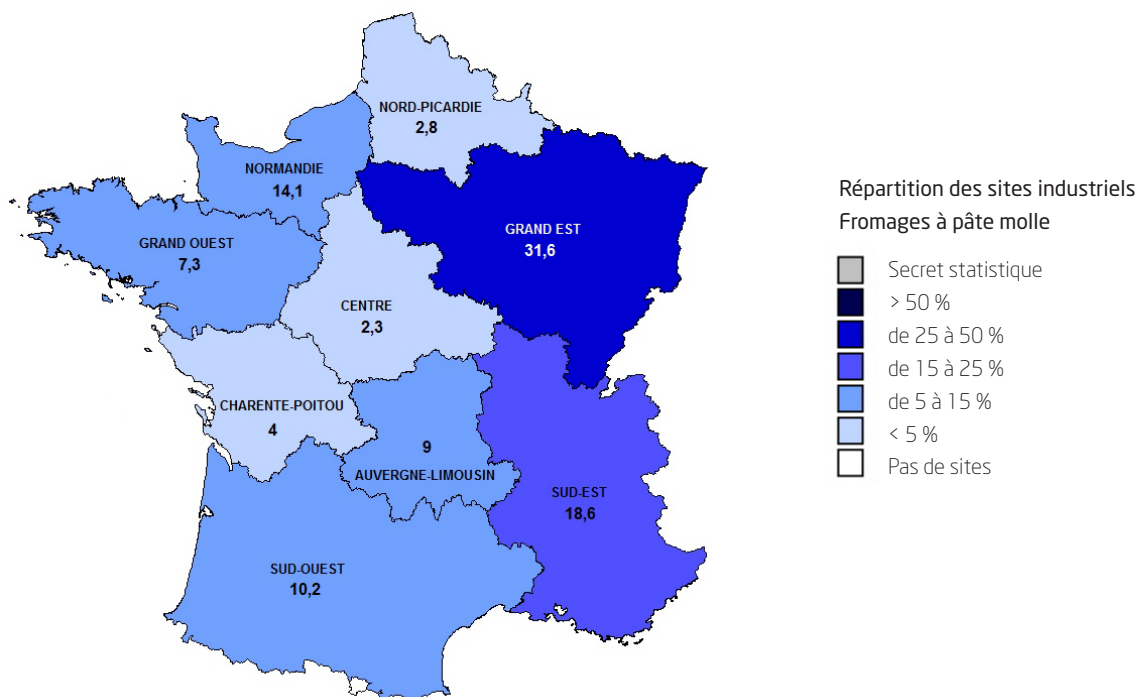 NORD-PICARDIE
2,8
NORMANDIE
14,1
GRAND EST
31,6
GRAND OUEST
7,3
CENTRE
2,3
CHARENTE-POITOU
4
9
AUVERGNE-LIMOUSIN
SUD-EST
18,6
SUD-OUEST
10,2
Répartition des sites industriels
Fromages à pâte molle
Secret statistique
> 50 %
de 25 à 50 %
de 15 à 25 %
de 5 à 15 %
< 5 %
Pas de sites